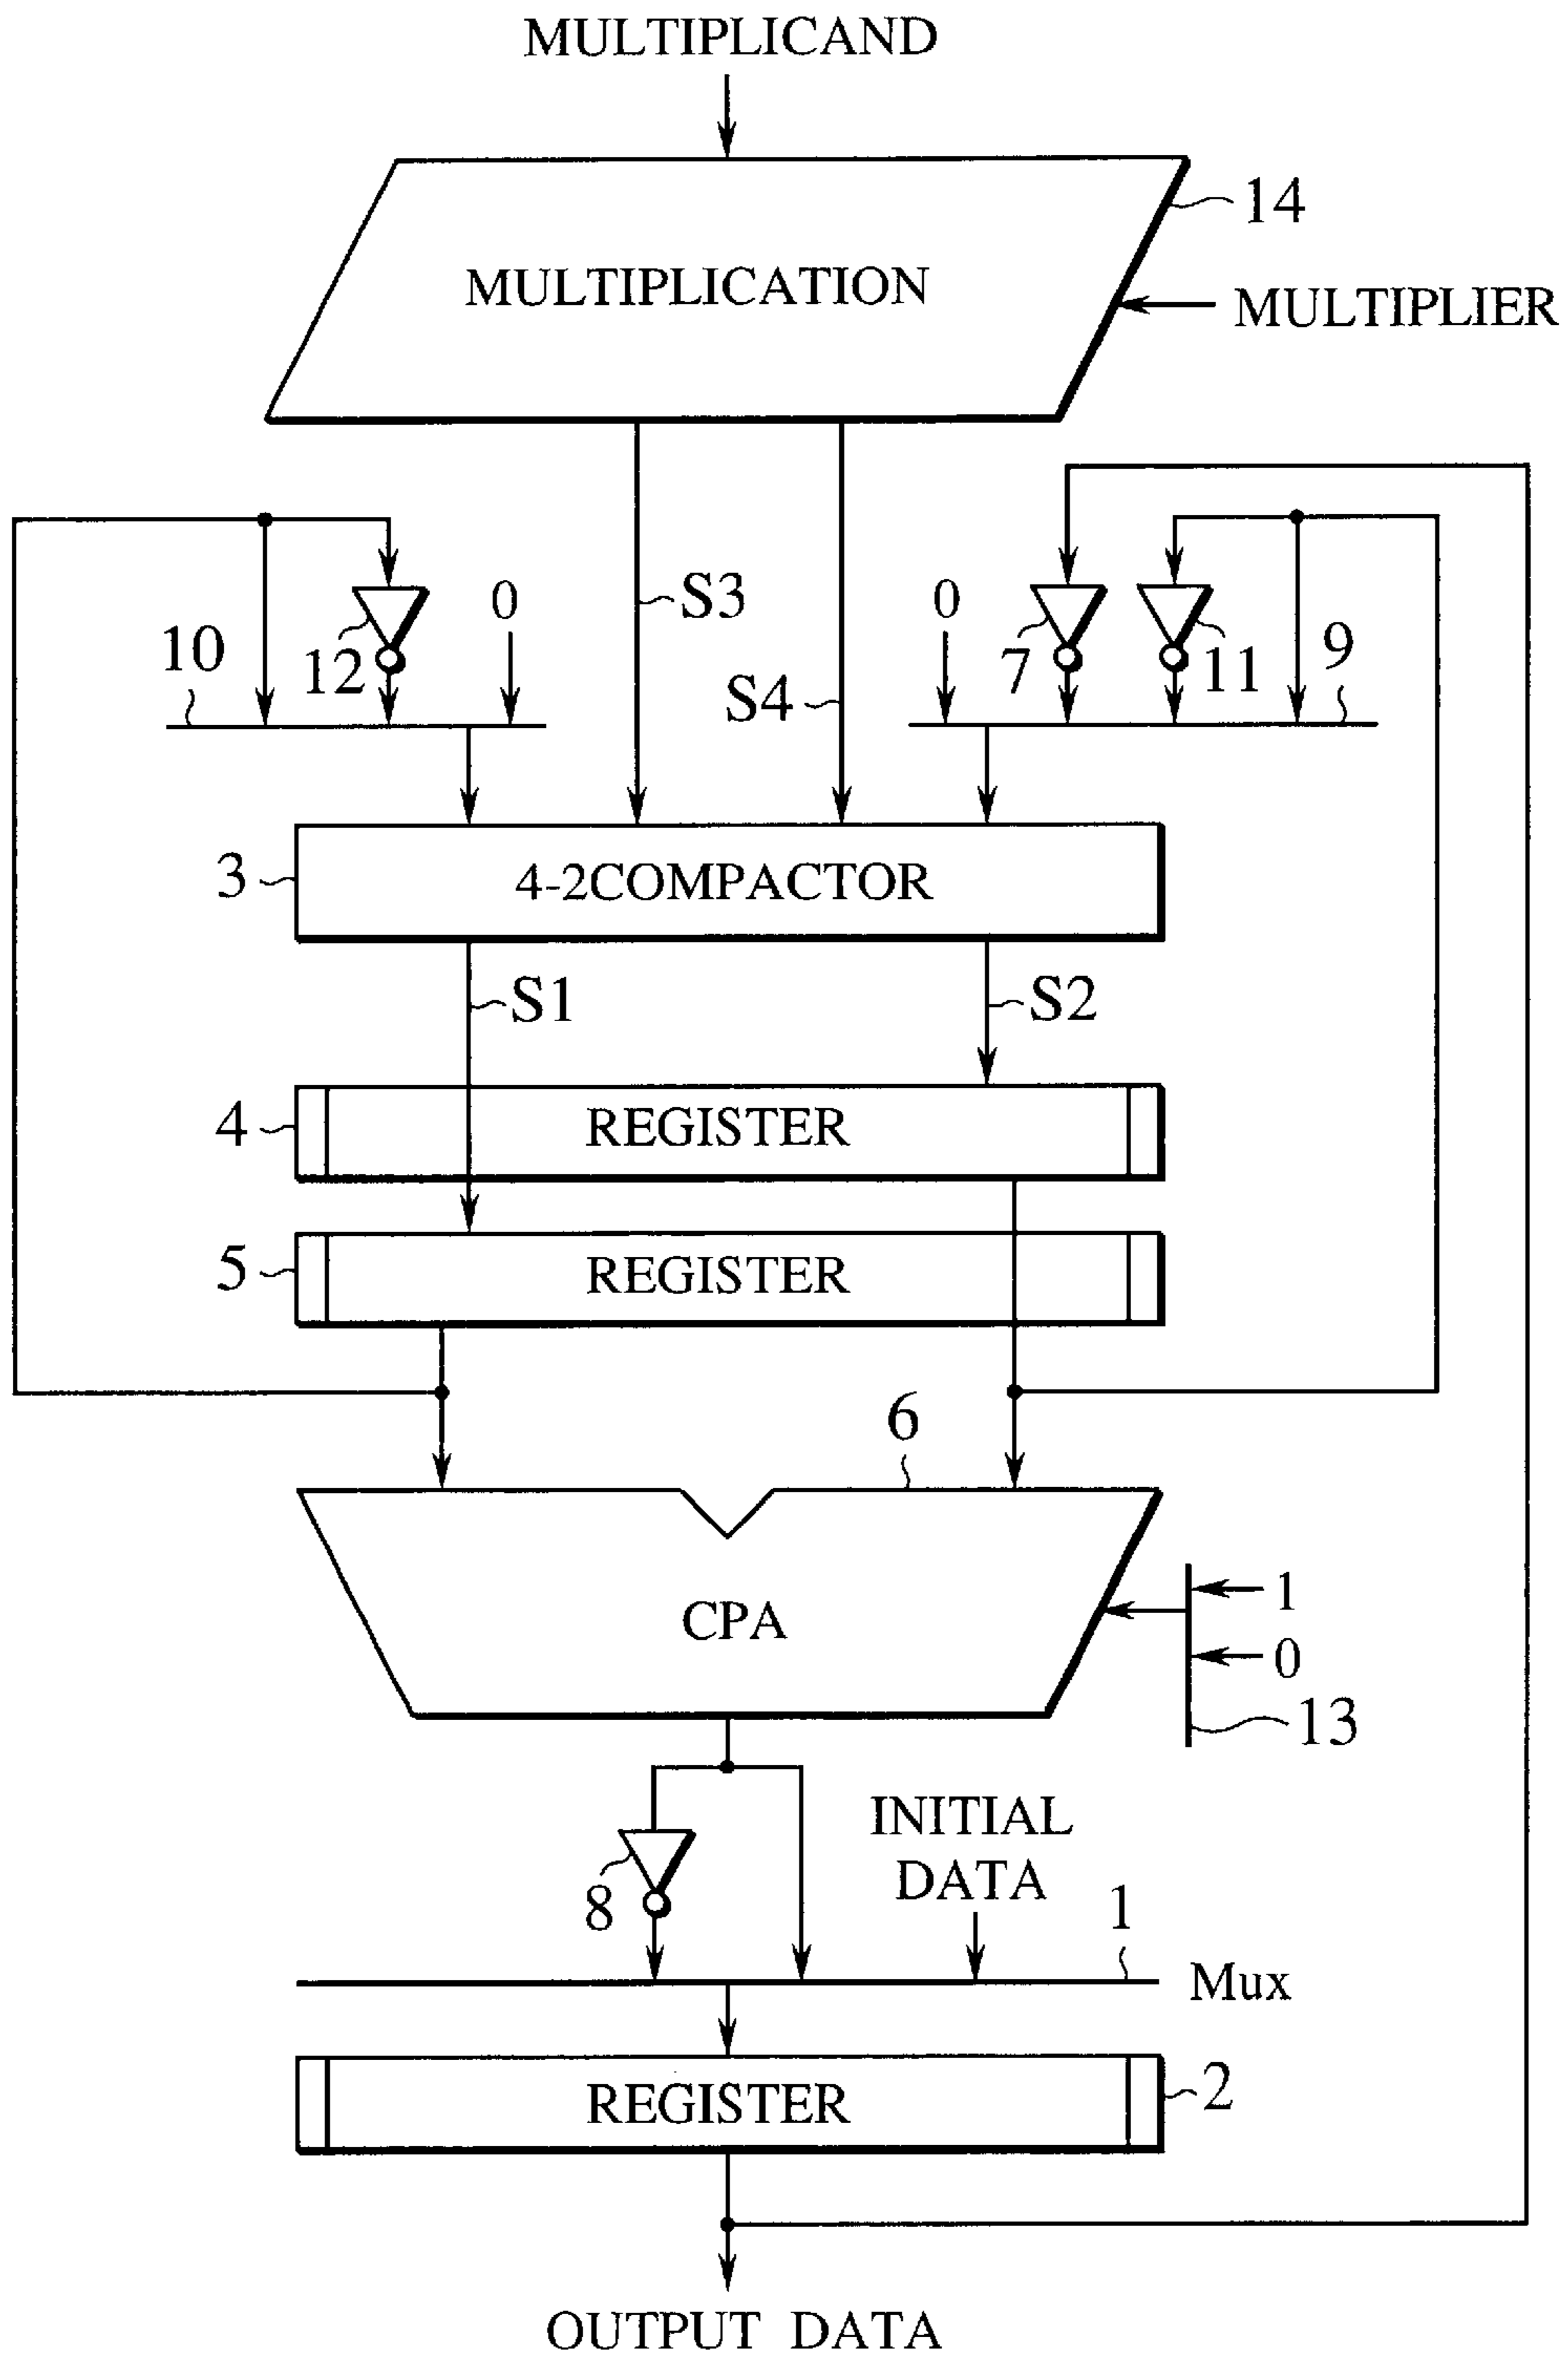 MULTIPLICAND
14
MULTIPLICATION
MULTIPLIER
0
S3
0
10
12
S4
7
11
9
3
4-2COMPACTOR
S1
S2
4
REGISTER
5
REGISTER
6
1
CPA
0
13
INITIAL
DATA
8
1
Mux
REGISTER
2
OUTPUT DATA